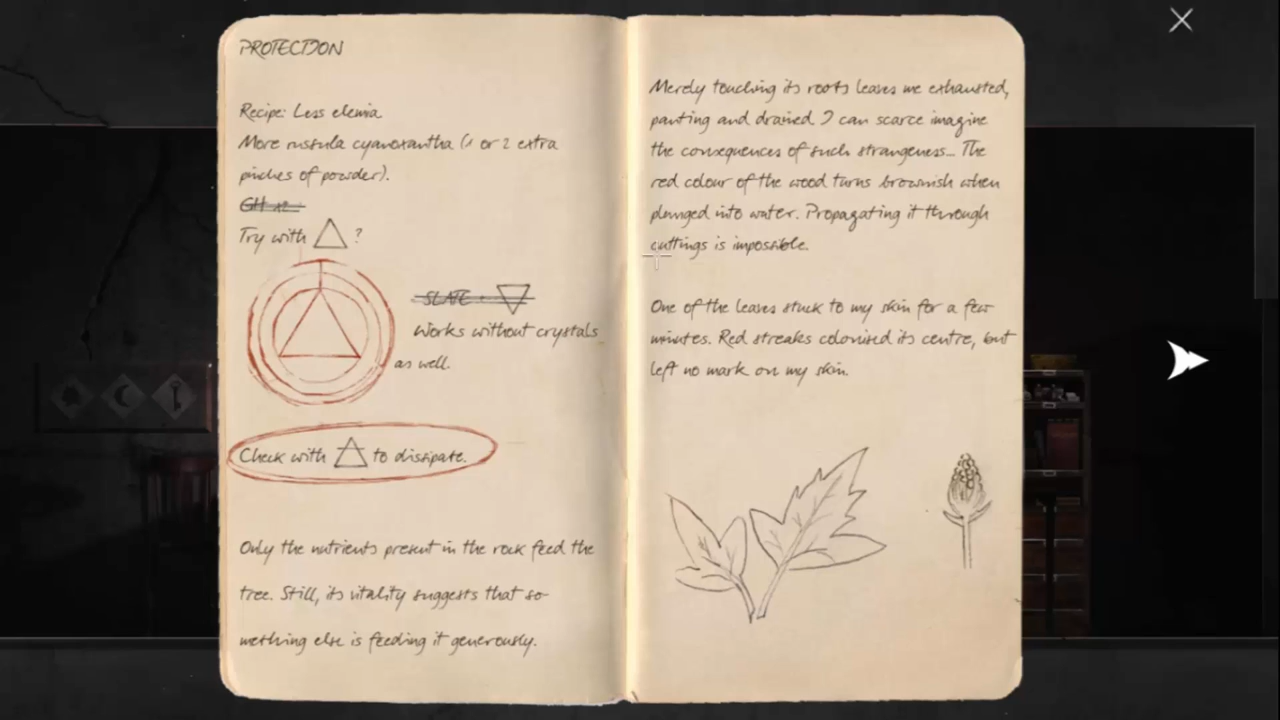 PROTECTION
Recipe: Less elemia
More russula cyanoxantha (1 or 2 extra
pinches of powder).
Try with △ ?
SLATE + ▽
Works without crystals
as well.
Check with 🜁 to dissipate.
Only the nutrients present in the rock feed the
tree. Still, its vitality suggests that so-
mething else is feeding it generously.
Merely touching its roots leaves me exhausted,
panting and drained. I can scarce imagine
the consequences of such strangeness... The
red colour of the wood turns brownish when
plunged into water. Propagating it through
cuttings is impossible.
One of the leaves stuck to my skin for a few
minutes. Red streaks colonised its centre, but
left no mark on my skin.